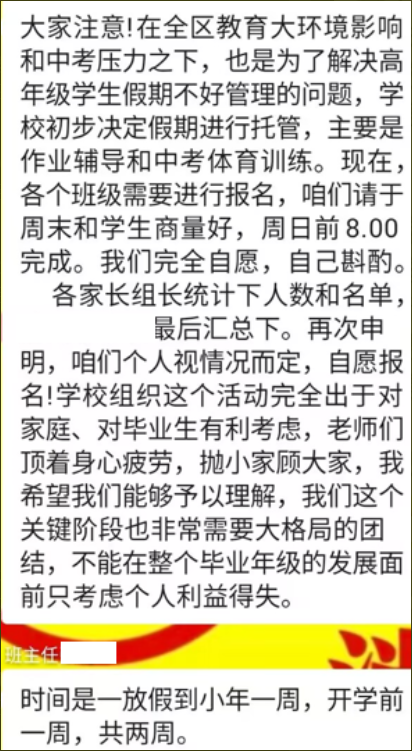 大家注意!在全区教育大环境影响
和中考压力之下，也是为了解决高
年级学生假期不好管理的问题，学
校初步决定假期进行托管，主要是
作业辅导和中考体育训练。现在，
各个班级需要进行报名，咱们请于
周末和学生商量好，周日前 8.00
完成。我们完全自愿，自己斟酌。
各家长组长统计下人数和名单，
最后汇总下。再次申
明，咱们个人视情况而定，自愿报
名!学校组织这个活动完全出于对
家庭、对毕业生有利考虑，老师们
顶着身心疲劳，抛小家顾大家，我
希望我们能够予以理解，我们这个
关键阶段也非常需要大格局的团
结，不能在整个毕业年级的发展面
前只考虑个人利益得失。
班主任
时间是一放假到小年一周，开学前
一周，共两周。